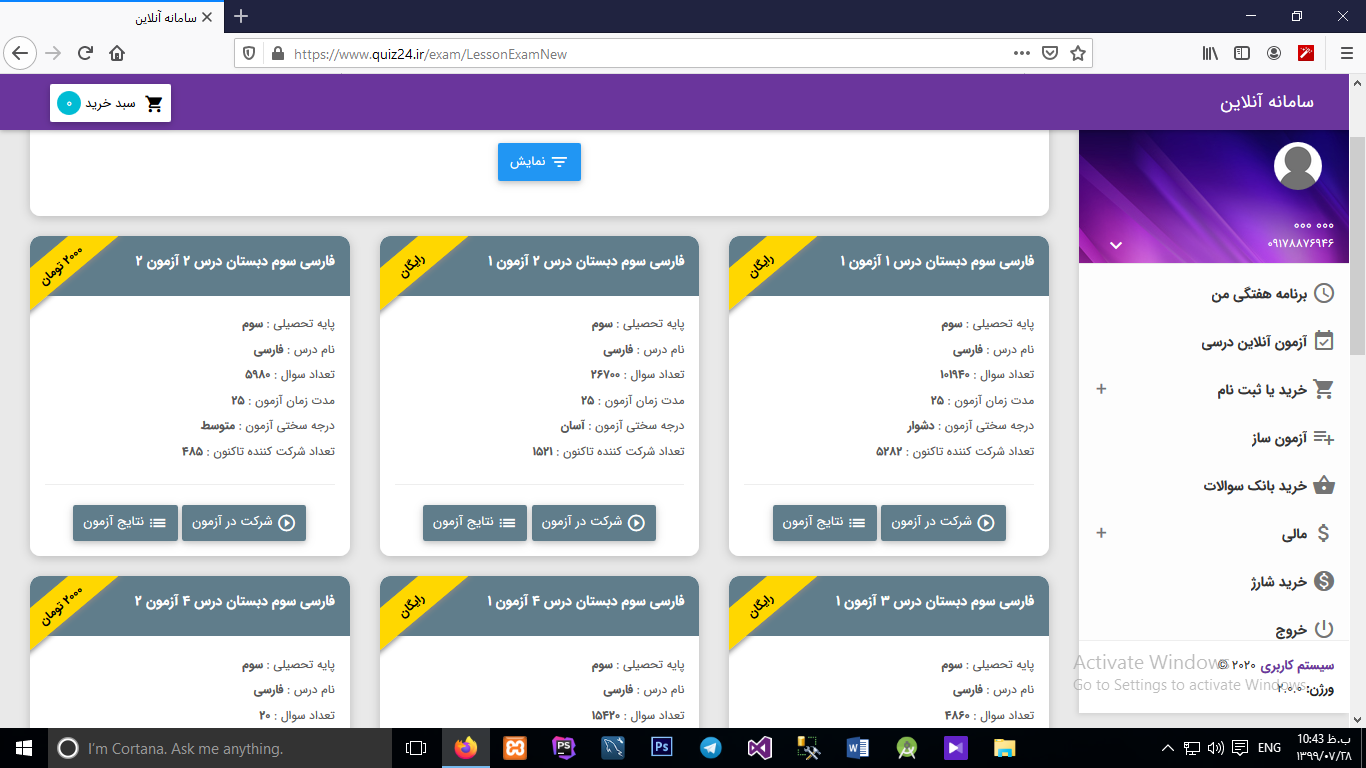 سامانه آنلاین
https://www.quiz24.ir/exam/LessonExamNew
سامانه آنلاین
سبد خرید ۰
۰۰۰ ۰۰۰
۰۹۱۷۸۸۷۶۹۴۶
برنامه هفتگی من
آزمون آنلاین درسی
خرید یا ثبت نام
آزمون ساز
خرید بانک سوالات
مالی
خرید شارژ
خروج
سیستم کاربری ۲۰۲۰ ©
ورژن: ۲.۰.۰
نمایش
فارسی سوم دبستان درس ۱ آزمون ۱
رایگان
پایه تحصیلی : سوم
نام درس : فارسی
تعداد سوال : ۱۰۱۹۴۰
مدت زمان آزمون : ۲۵
درجه سختی آزمون : دشوار
تعداد شرکت کننده تاکنون : ۵۲۸۲
شرکت در آزمون
نتایج آزمون
فارسی سوم دبستان درس ۲ آزمون ۱
رایگان
پایه تحصیلی : سوم
نام درس : فارسی
تعداد سوال : ۲۶۷۰۰
مدت زمان آزمون : ۲۵
درجه سختی آزمون : آسان
تعداد شرکت کننده تاکنون : ۱۵۲۱
شرکت در آزمون
نتایج آزمون
فارسی سوم دبستان درس ۲ آزمون ۲
۲۰۰۰ تومان
پایه تحصیلی : سوم
نام درس : فارسی
تعداد سوال : ۵۹۸۰
مدت زمان آزمون : ۲۵
درجه سختی آزمون : متوسط
تعداد شرکت کننده تاکنون : ۴۸۵
شرکت در آزمون
نتایج آزمون
فارسی سوم دبستان درس ۳ آزمون ۱
رایگان
پایه تحصیلی : سوم
نام درس : فارسی
تعداد سوال : ۴۸۶۰
فارسی سوم دبستان درس ۴ آزمون ۱
رایگان
پایه تحصیلی : سوم
نام درس : فارسی
تعداد سوال : ۱۵۴۲۰
فارسی سوم دبستان درس ۴ آزمون ۲
۲۰۰۰ تومان
پایه تحصیلی : سوم
نام درس : فارسی
تعداد سوال : ۲۰
Activate Windows
Go to Settings to activate Windows.
I'm Cortana. Ask me anything.
PS
Ps
ENG
10:43 ب.ظ
۱۳۹۹/۰۷/۲۸